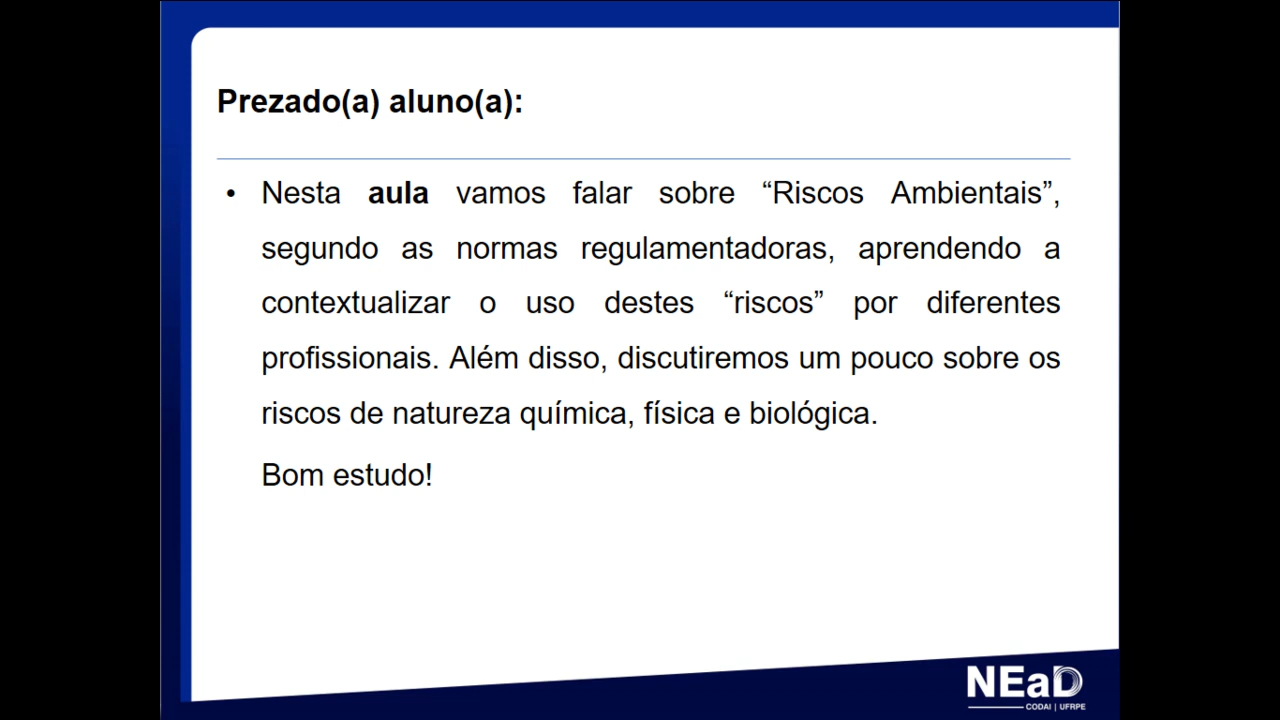 Prezado(a) aluno(a):
• Nesta aula vamos falar sobre “Riscos Ambientais”,
segundo as normas regulamentadoras, aprendendo a
contextualizar o uso destes “riscos” por diferentes
profissionais. Além disso, discutiremos um pouco sobre os
riscos de natureza química, física e biológica.
Bom estudo!
NEaD
CODAI | UFRPE